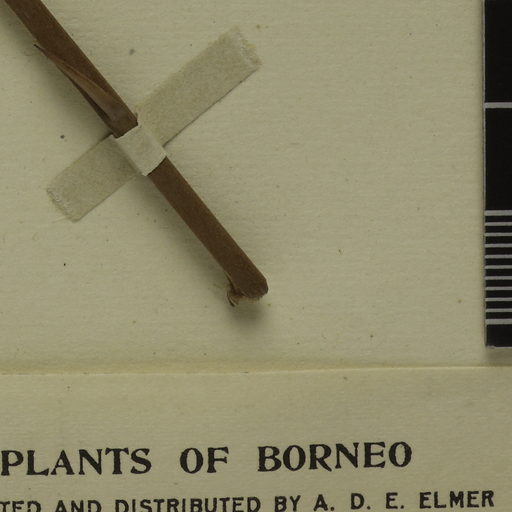 PLANTS OF BORNEO
TED AND DISTRIBUTED BY A. D. E. ELMER